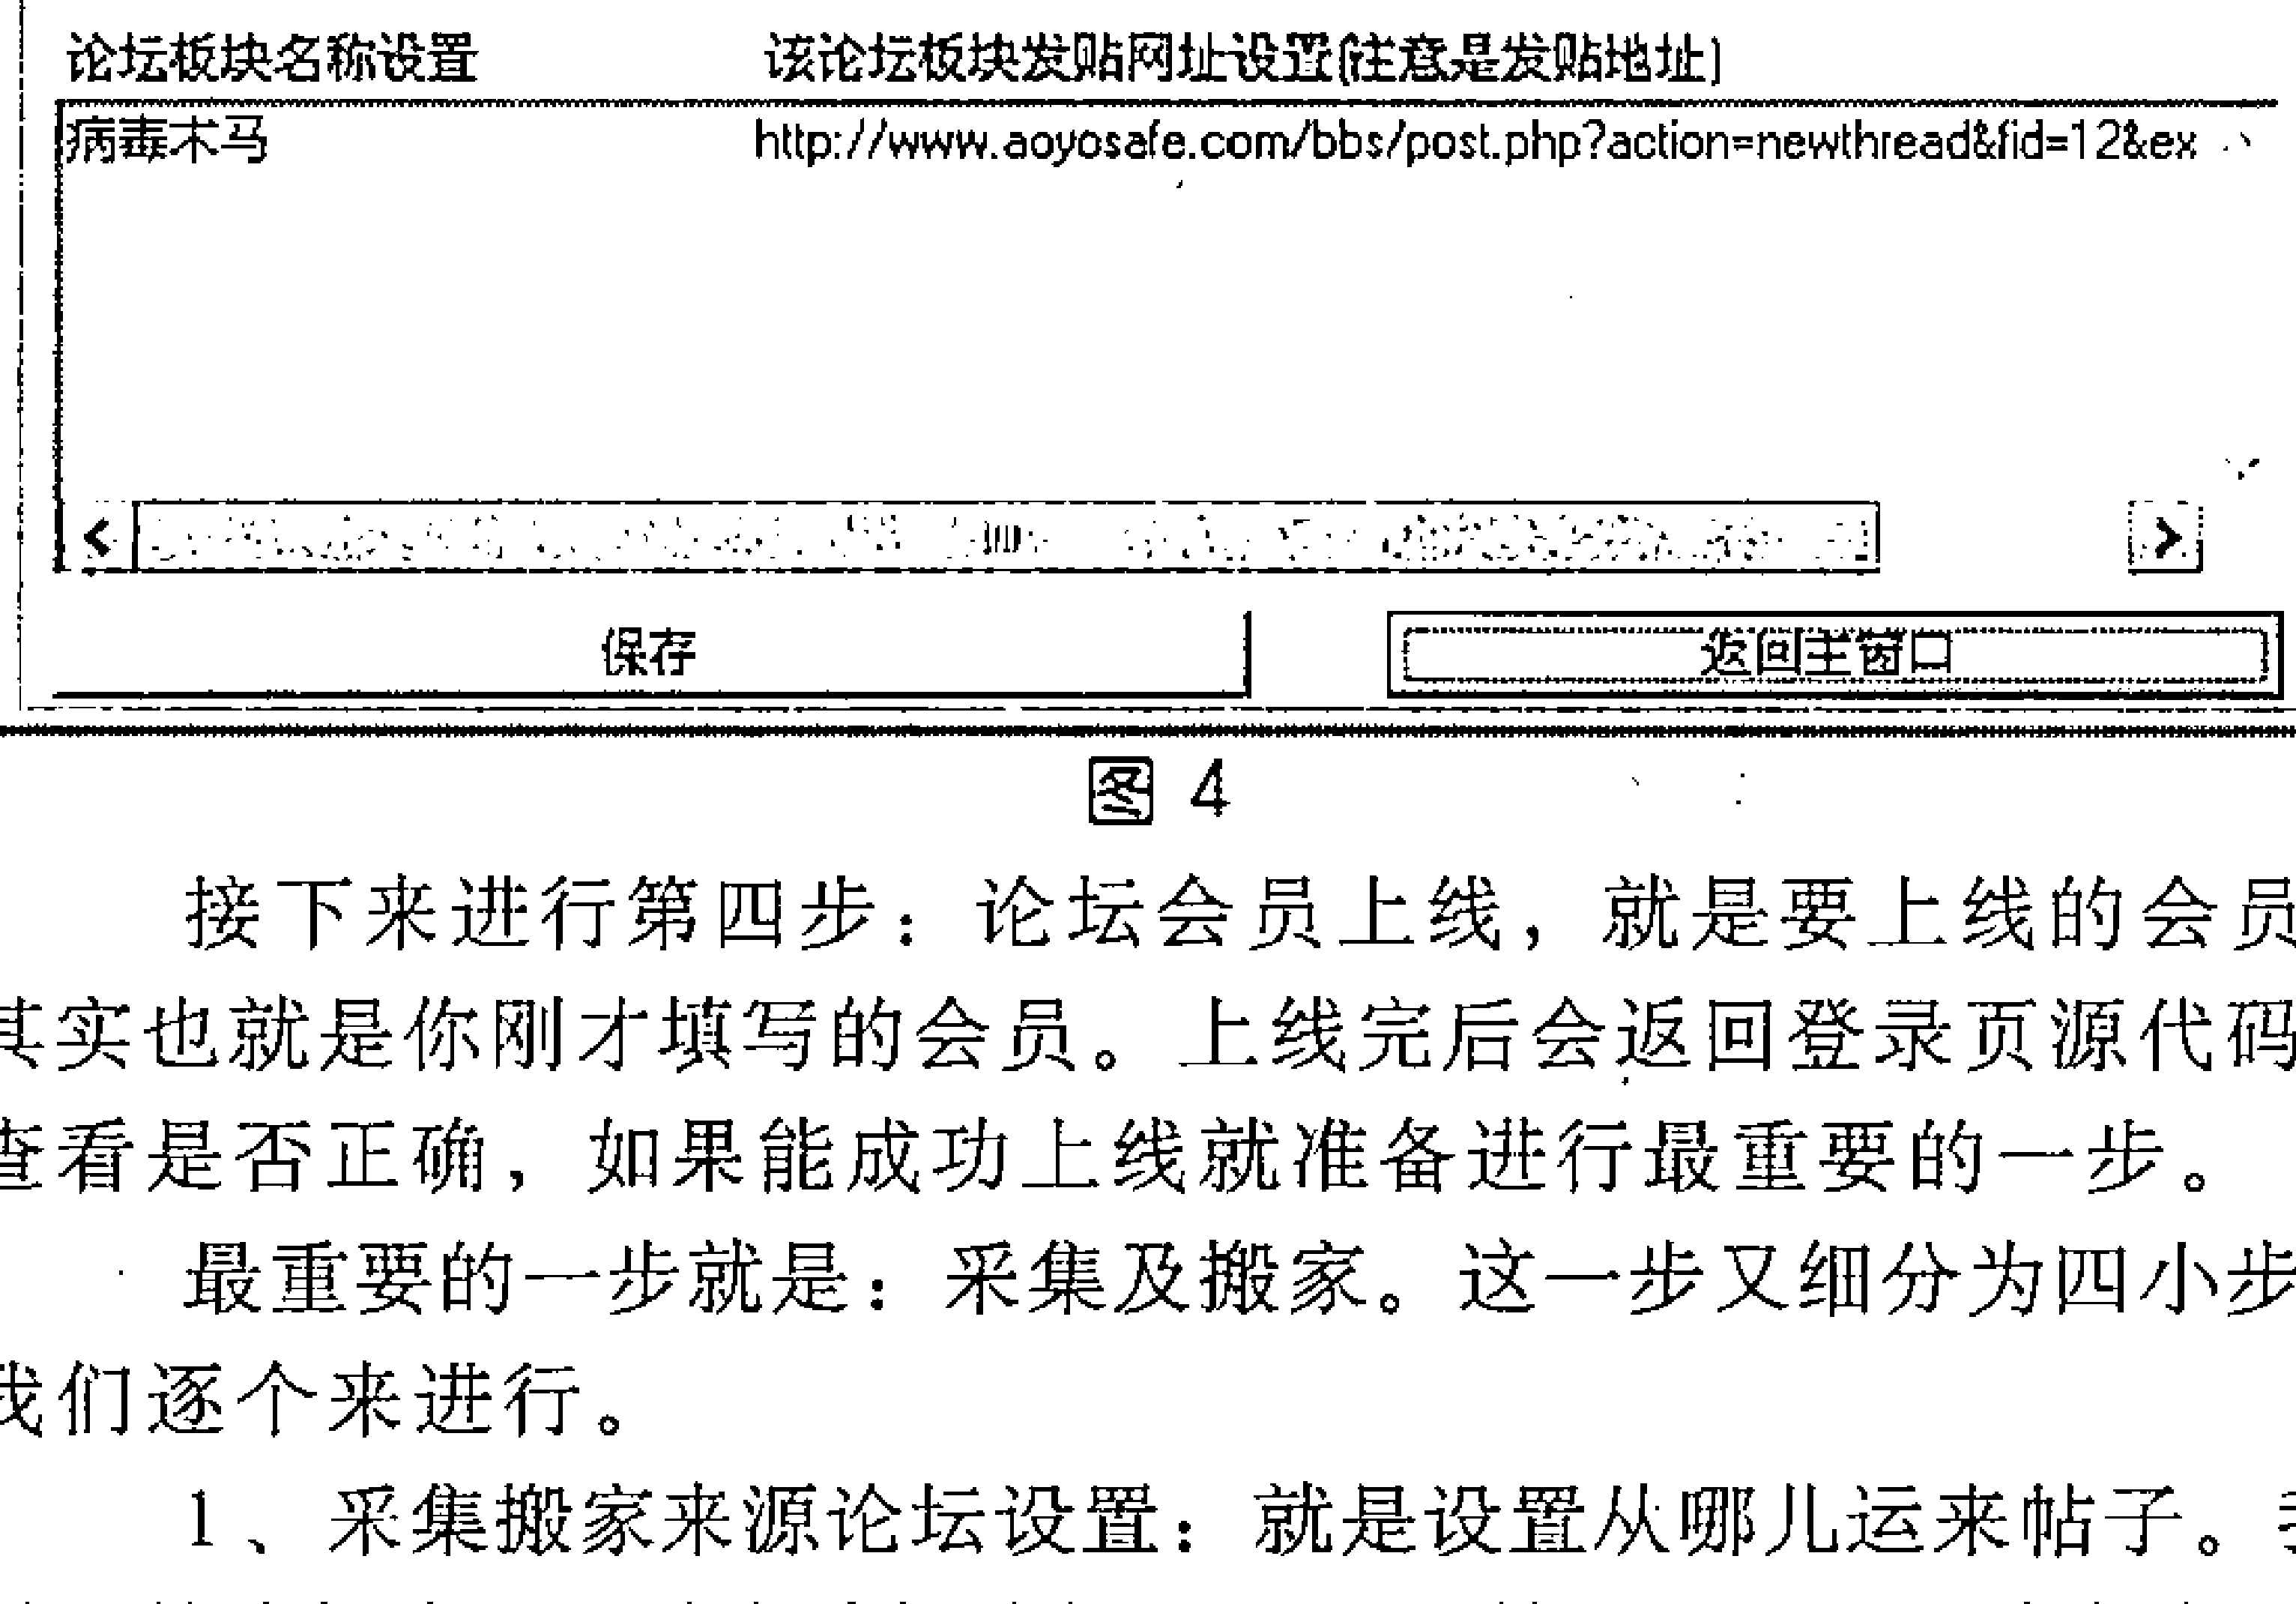 论坛板块名称设置 该论坛板块发贴网址设置(注意是发贴地址)
病毒木马 http://www.aoyosafe.com/bbs/post.php?action=newthread&fid=12&ex
保存 返回主窗口
图 4
接下来进行第四步：论坛会员上线，就是要上线的会员
其实也就是你刚才填写的会员。上线完后会返回登录页源代码
查看是否正确，如果能成功上线就准备进行最重要的一步。
最重要的一步就是：采集及搬家。这一步又细分为四小步
我们逐个来进行。
1、采集搬家来源论坛设置：就是设置从哪儿运来帖子。